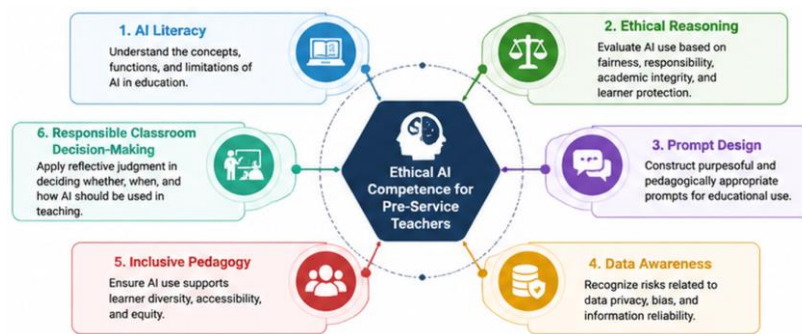 1. AI Literacy
Understand the concepts,
functions, and limitations of
AI in education.
2. Ethical Reasoning
Evaluate AI use based on
fairness, responsibility,
academic integrity, and
learner protection.
6. Responsible Classroom
Decision-Making
Apply reflective judgment in
deciding whether, when, and
how AI should be used in
teaching.
Ethical AI
Competence for
Pre-Service
Teachers
3. Prompt Design
Construct purposeful and
pedagogically appropriate
prompts for educational use.
5. Inclusive Pedagogy
Ensure AI use supports
learner diversity, accessibility,
and equity.
4. Data Awareness
Recognize risks related to
data privacy, bias, and
information reliability.